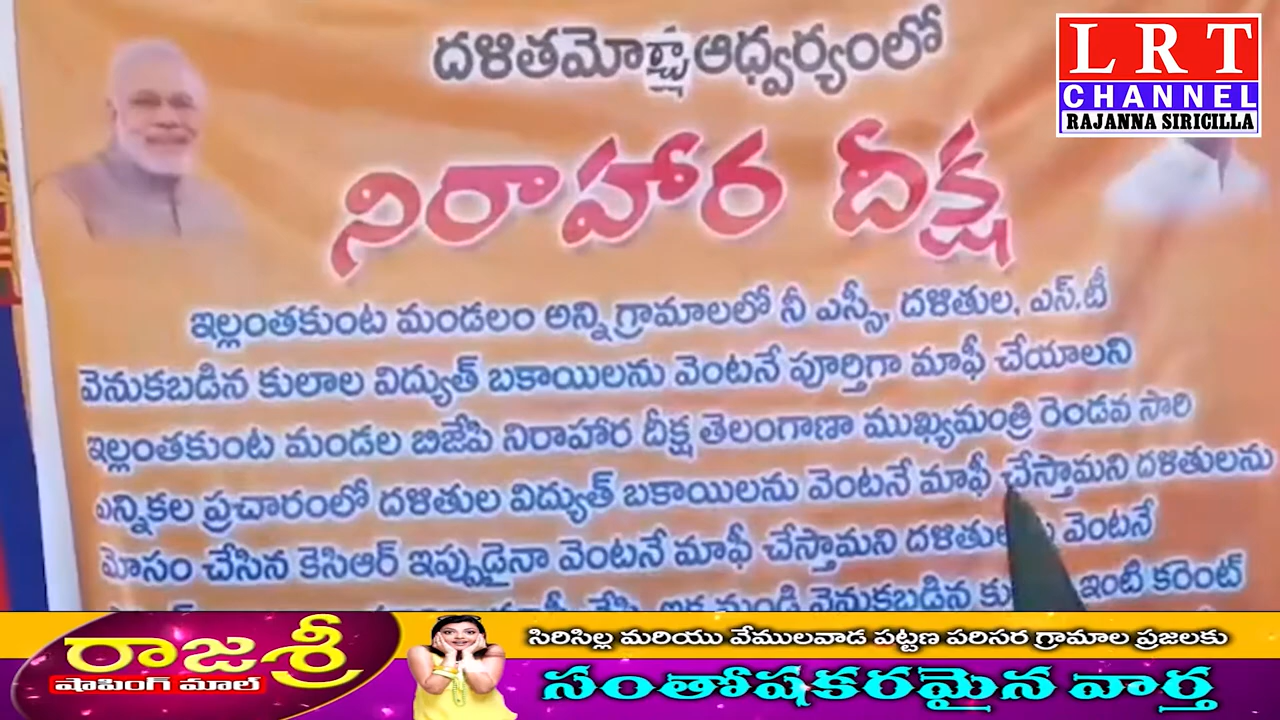 దళితమోర్చా ఆధ్వర్యంలో
నిరాహార దీక్ష
ఇల్లంతకుంట మండలం అన్ని గ్రామాలలో నీ ఎస్సీ, దళితుల, ఎస్.టీ
వెనుకబడిన కులాల విద్యుత్ బకాయిలను వెంటనే పూర్తిగా మాఫీ చేయాలని
ఇల్లంతకుంట మండల బిజేపి నిరాహార దీక్ష తెలంగాణా ముఖ్యమంత్రి రెండవ సారి
ఎన్నికల ప్రచారంలో దళితుల విద్యుత్ బకాయిలను వెంటనే మాఫీ చేస్తామని దళితులను
మోసం చేసిన కెసిఆర్ ఇప్పుడైనా వెంటనే మాఫీ చేస్తామని వెంటనే
వెనుకబడిన ఇంటి కరెంట్
LRT
CHANNEL
RAJANNA SIRICILLA
రాజశ్రీ
షాపింగ్ మాల్
సిరిసిల్ల మరియు వేములవాడ పట్టణ పరిసర గ్రామాల ప్రజలకు
సంతోషకరమైన వార్త